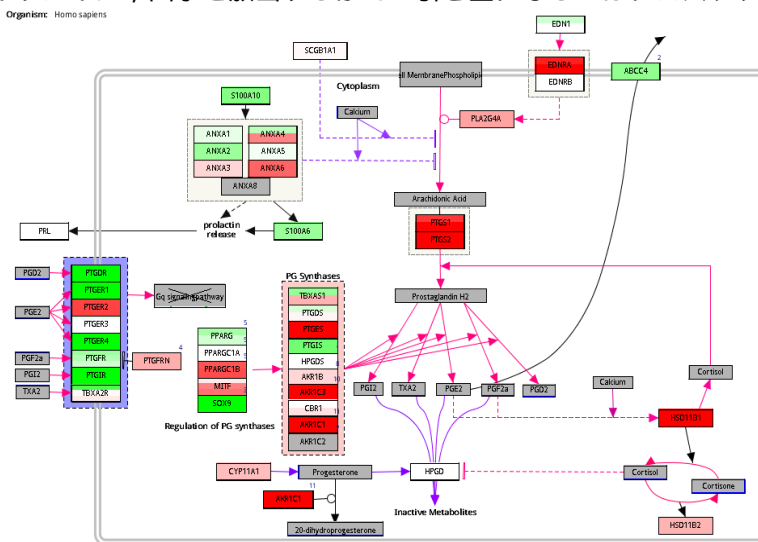 Organism: Homo sapiens
EDN1
SCGB1A1
EDNRA
EDNRB
ABCC4
2
Cytoplasm
S100A10
Calcium
PLA2G4A
ANXA1
ANXA4
ANXA2
ANXA5
ANXA3
ANXA6
ANXA8
Arachidonic Acid
prolactin
release
PRL
S100A6
PTGS1
PTGS2
PG Synthases
PGD2
PTGDR
PTGER1
PGE2
PTGER2
PTGER3
PTGER4
PGF2a
PTGFR
PGI2
PTGIR
TXA2
TBXA2R
4
PTGFRN
Gq signaling pathway
TBXAS1
PTGDS
PTGES
PTGIS
HPGDS
AKR1B
10
AKR1C3
CBR1
11
AKR1C1
AKR1C2
Prostaglandin H2
5
PPARG
PPARGC1A
PPARGC1B
MITF
SOX9
Regulation of PG synthases
PGI2
TXA2
PGE2
PGF2a
PGD2
Calcium
Cortisol
HSD11B1
CYP11A1
Progesterone
HPGD
Cortisol
Cortisone
11
AKR1C1
Inactive Metabolites
HSD11B2
20-dihydroprogesterone